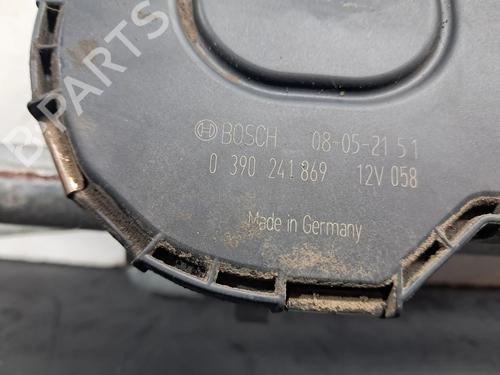 B PARTS
BOSCH 08-05-21 51
0 390 241 869 12V 058
Made in Germany